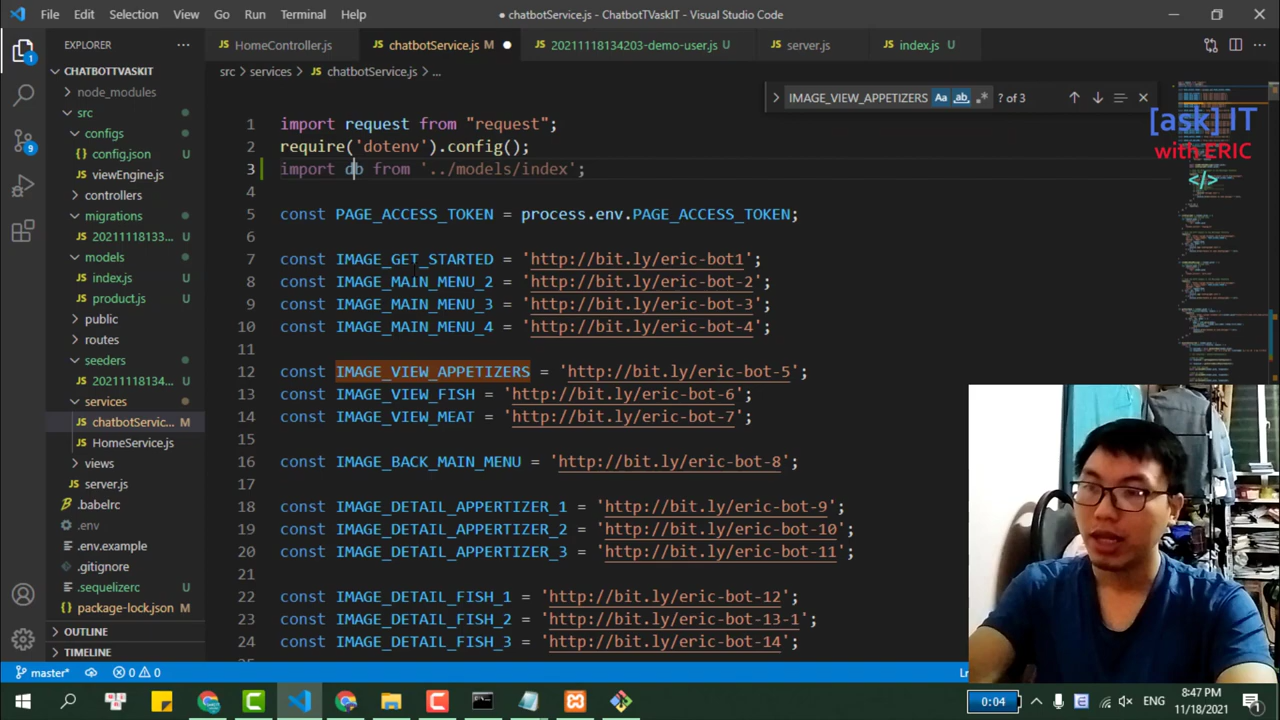 File Edit Selection View Go Run Terminal Help
● chatbotService.js - ChatbotTVaskIT - Visual Studio Code
EXPLORER
CHATBOTTVASKIT
node_modules
src
configs
config.json U
viewEngine.js
controllers
migrations
20211118133... U
models
index.js U
product.js U
public
routes
seeders
2021118134... U
services
chatbotServic... M
HomeService.js
views
server.js
.babelrc
.env
.env.example
.gitignore
.sequelizerc U
package-lock.json
OUTLINE
TIMELINE
1
9
HomeController.js
chatbotService.js M ●
20211118134203-demo-user.js U
server.js
index.js U
src > services > JS chatbotService.js > ...
IMAGE_VIEW_APPETIZERS Aa ab .* ? of 3
1 import request from "request";
2 require('dotenv').config();
3 import db from '../models/index';
4
5 const PAGE_ACCESS_TOKEN = process.env.PAGE_ACCESS_TOKEN;
6
7 const IMAGE_GET_STARTED = 'http://bit.ly/eric-bot1';
8 const IMAGE_MAIN_MENU_2 = 'http://bit.ly/eric-bot-2';
9 const IMAGE_MAIN_MENU_3 = 'http://bit.ly/eric-bot-3';
10 const IMAGE_MAIN_MENU_4 = 'http://bit.ly/eric-bot-4';
11
12 const IMAGE_VIEW_APPETIZERS = 'http://bit.ly/eric-bot-5';
13 const IMAGE_VIEW_FISH = 'http://bit.ly/eric-bot-6';
14 const IMAGE_VIEW_MEAT = 'http://bit.ly/eric-bot-7';
15
16 const IMAGE_BACK_MAIN_MENU = 'http://bit.ly/eric-bot-8';
17
18 const IMAGE_DETAIL_APPERTIZER_1 = 'http://bit.ly/eric-bot-9';
19 const IMAGE_DETAIL_APPERTIZER_2 = 'http://bit.ly/eric-bot-10';
20 const IMAGE_DETAIL_APPERTIZER_3 = 'http://bit.ly/eric-bot-11';
21
22 const IMAGE_DETAIL_FISH_1 = 'http://bit.ly/eric-bot-12';
23 const IMAGE_DETAIL_FISH_2 = 'http://bit.ly/eric-bot-13-1';
24 const IMAGE_DETAIL_FISH_3 = 'http://bit.ly/eric-bot-14';
[ask] IT
with ERIC
</>
master* 0 0 Ln
0:04 ENG
8:47 PM
11/18/2021